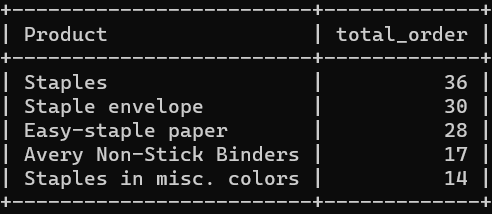 +--------------------------+-------------+
| Product                  | total_order |
+--------------------------+-------------+
| Staples                  |          36 |
| Staple envelope          |          30 |
| Easy-staple paper        |          28 |
| Avery Non-Stick Binders  |          17 |
| Staples in misc. colors  |          14 |
+--------------------------+-------------+